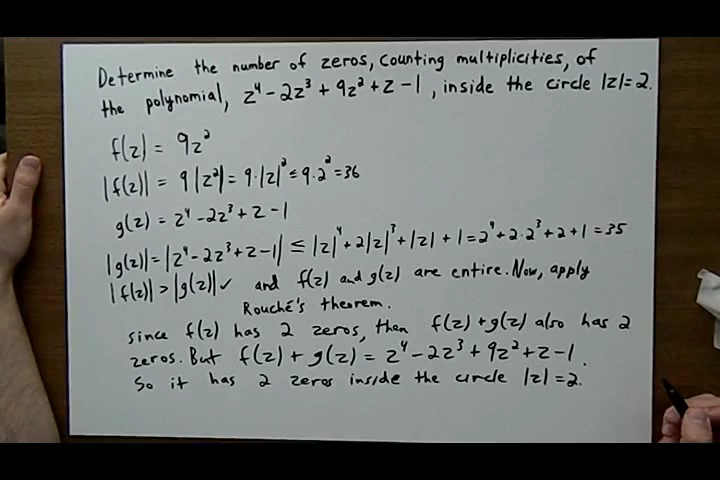 Determine the number of zeros, counting multiplicities, of
the polynomial, z⁴ - 2z³ + 9z² + z - 1, inside the circle |z|=2.
f(z) = 9z²
|f(z)| = 9|z²| = 9·|z|² = 9·2² = 36
g(z) = z⁴ - 2z³ + z - 1
|g(z)| = |z⁴ - 2z³ + z - 1| ≤ |z|⁴ + 2|z|³ + |z| + 1 = 2⁴ + 2·2³ + 2 + 1 = 35
|f(z)| > |g(z)| ✓ and f(z) and g(z) are entire. Now, apply
Rouché's theorem.
since f(z) has 2 zeros, then f(z) + g(z) also has 2
zeros. But f(z) + g(z) = z⁴ - 2z³ + 9z² + z - 1.
So it has 2 zeros inside the circle |z| = 2.